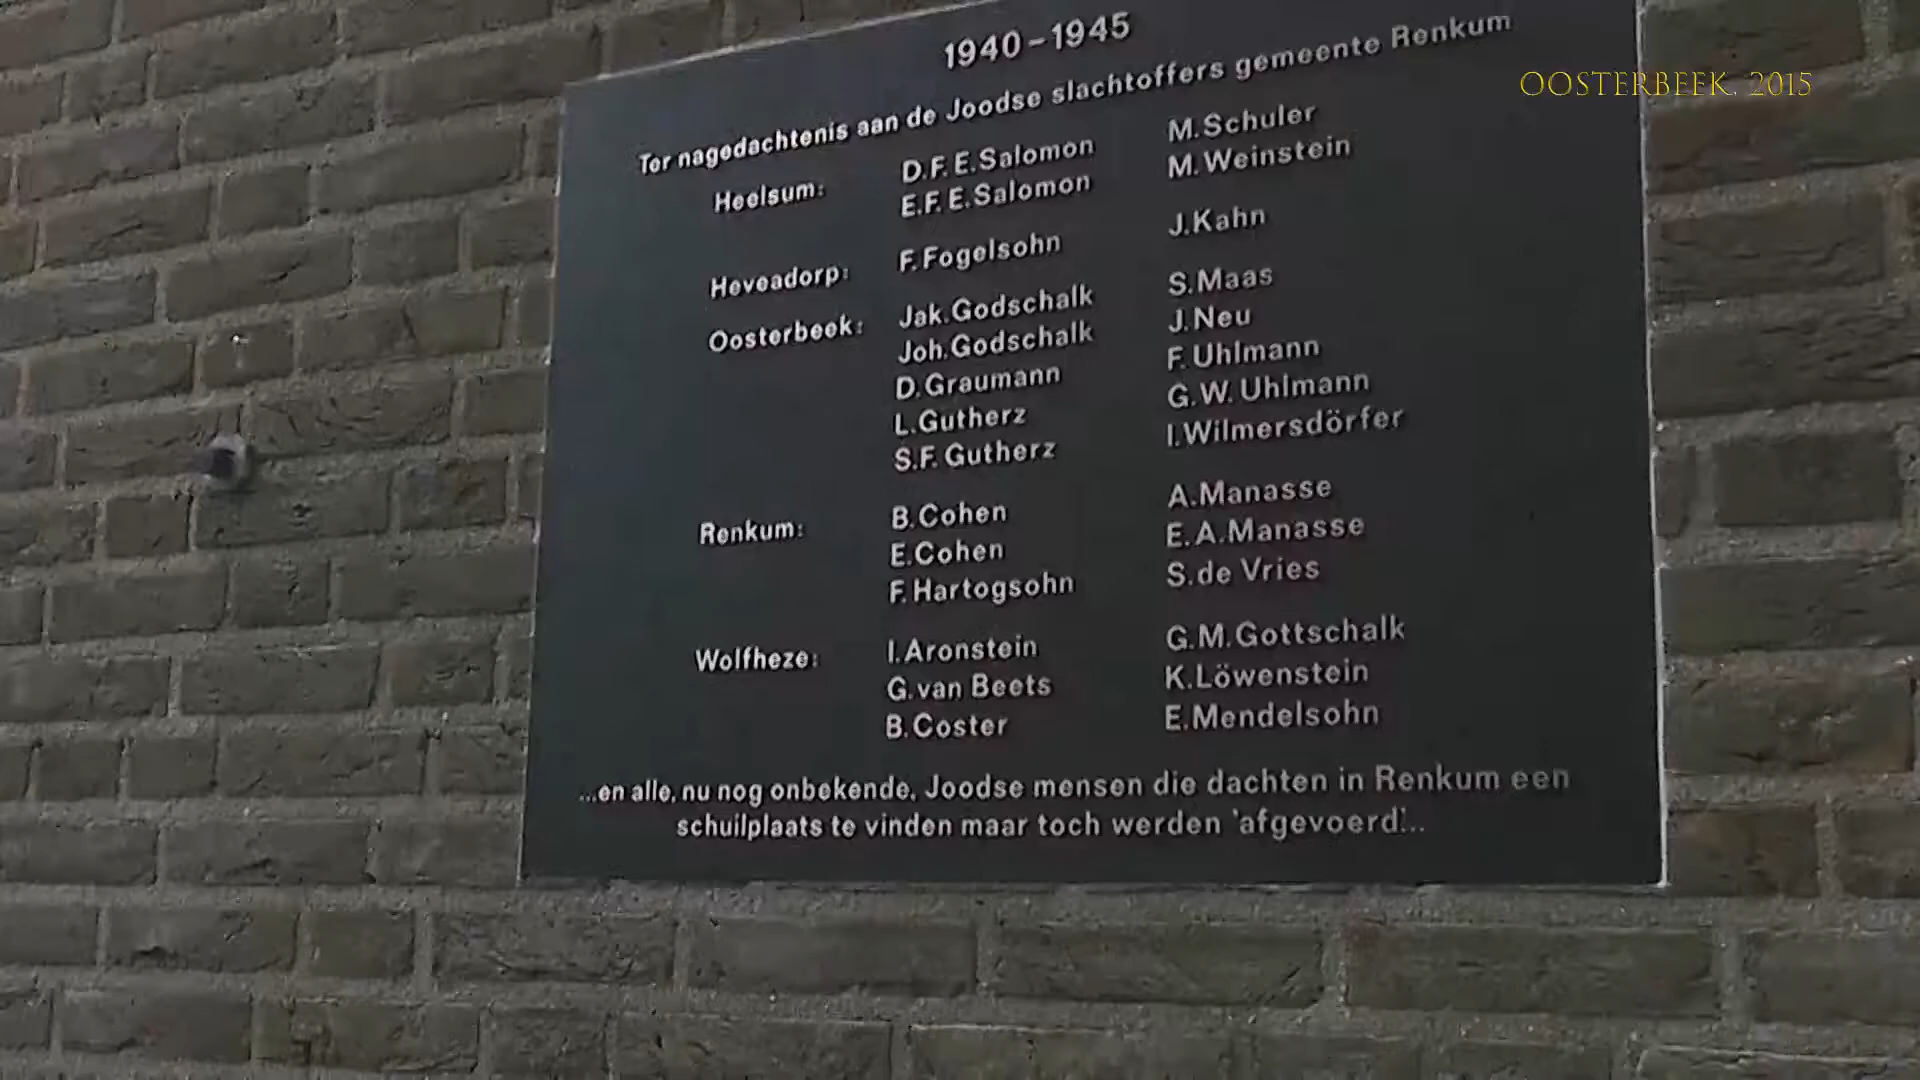 1940-1945
OOSTERBEEK, 2015
Ter nagedachtenis aan de Joodse slachtoffers gemeente Renkum
Heelsum: D.F.E.Salomon M.Schuler
E.F.E.Salomon M.Weinstein
Heveadorp: F.Fogelsohn J.Kahn
Oosterbeek: Jak.Godschalk S.Maas
Joh.Godschalk J.Neu
D.Graumann F.Uhlmann
L.Gutherz G.W.Uhlmann
S.F.Gutherz I.Wilmersdörfer
Renkum: B.Cohen A.Manasse
E.Cohen E.A.Manasse
F.Hartogsohn S.de Vries
Wolfheze: I.Aronstein G.M.Gottschalk
G.van Beets K.Löwenstein
B.Coster E.Mendelsohn
...en alle, nu nog onbekende, Joodse mensen die dachten in Renkum een
schuilplaats te vinden maar toch werden 'afgevoerd'...